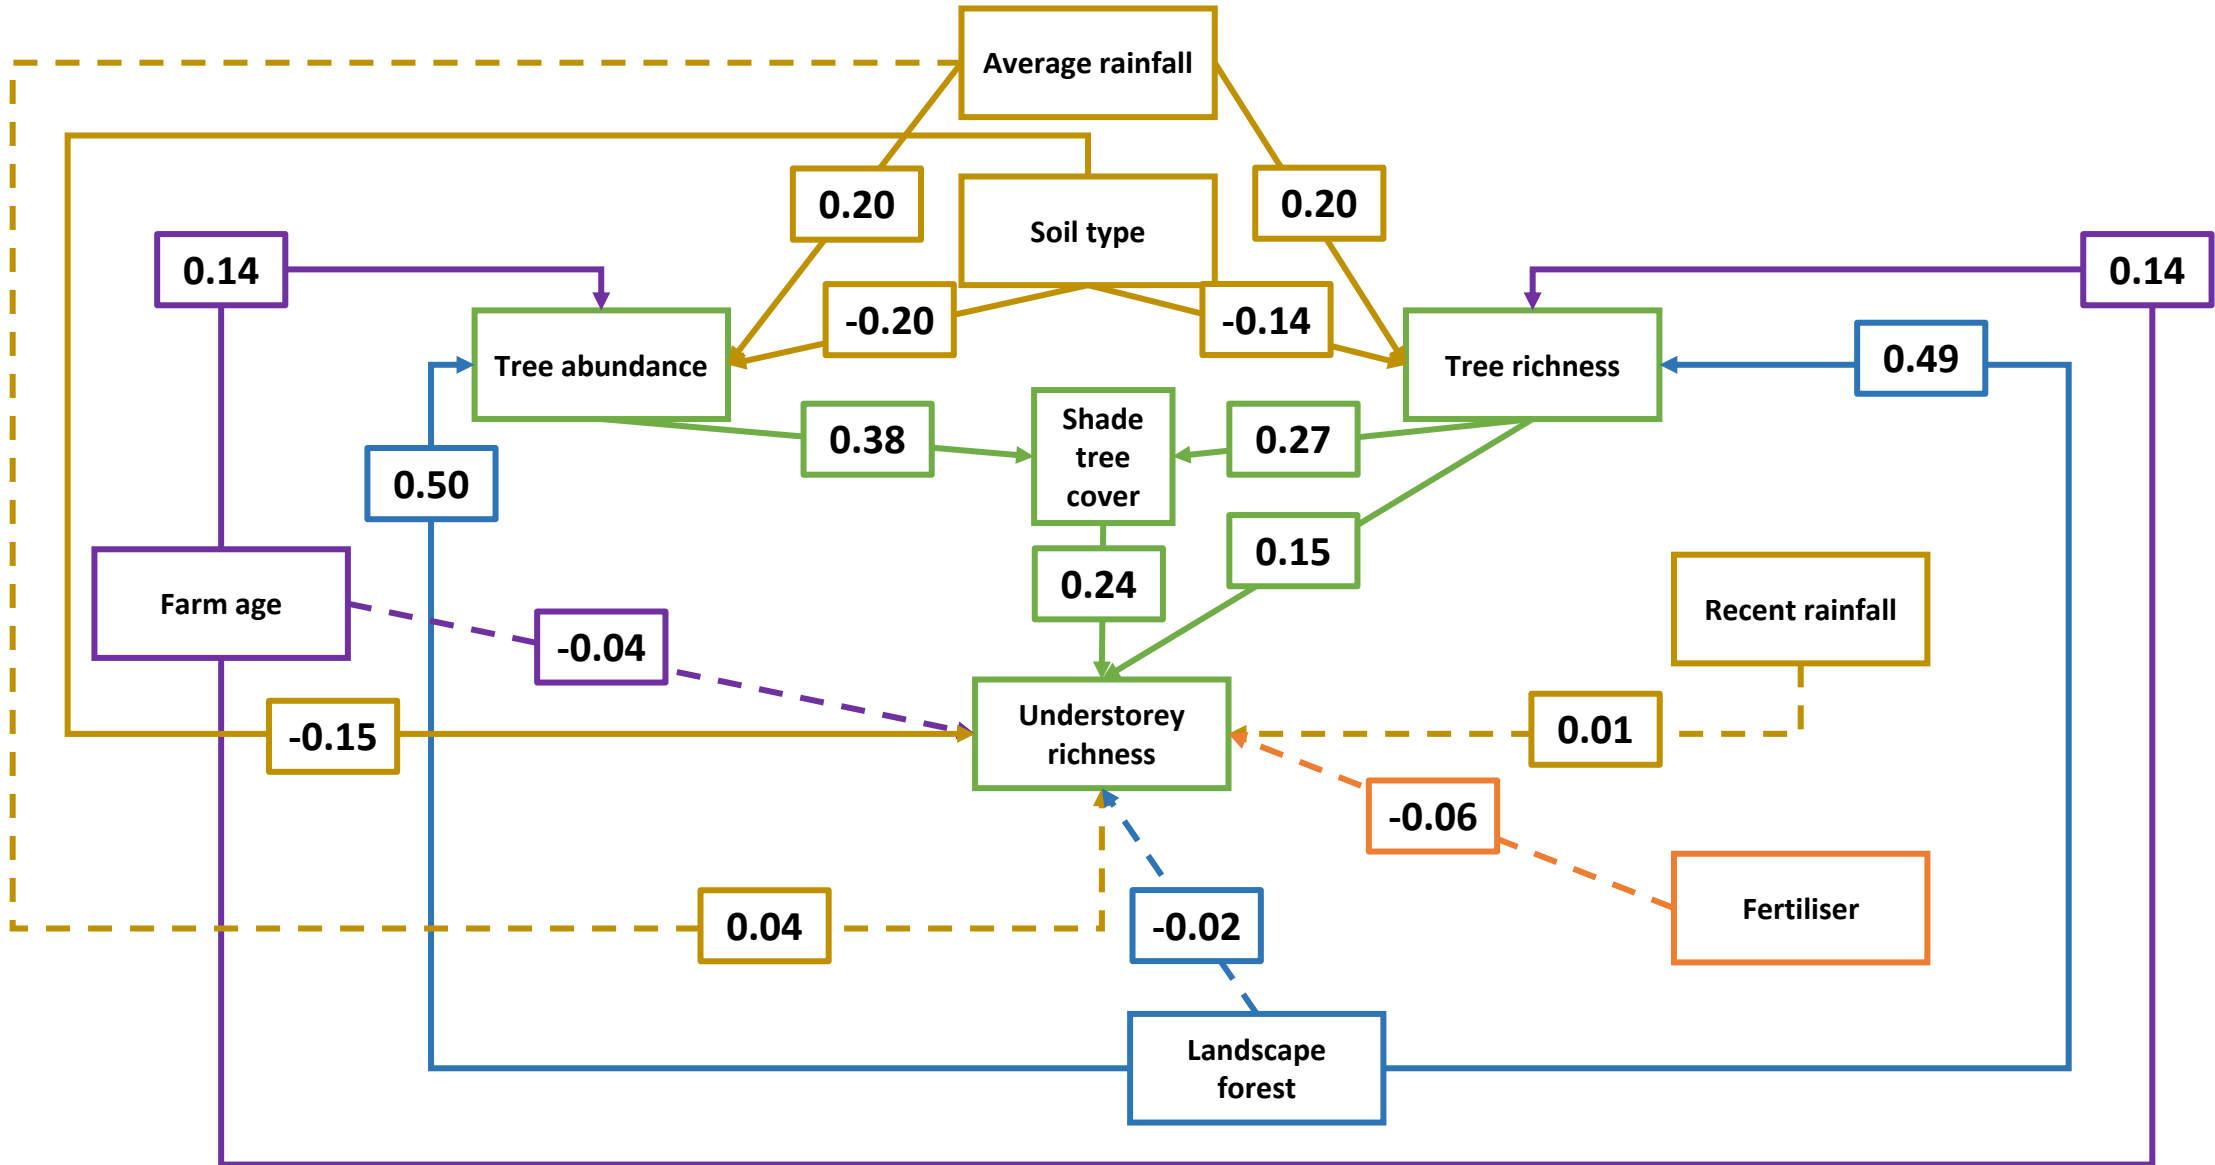 Average rainfall
0.20
Soil type
0.20
0.14
0.14
-0.20
-0.14
Tree abundance
Tree richness
0.49
Shade
tree
cover
0.38
0.27
0.50
0.15
0.24
Farm age
Recent rainfall
-0.04
Understorey
richness
-0.15
0.01
-0.06
Fertiliser
0.04
-0.02
Landscape
forest